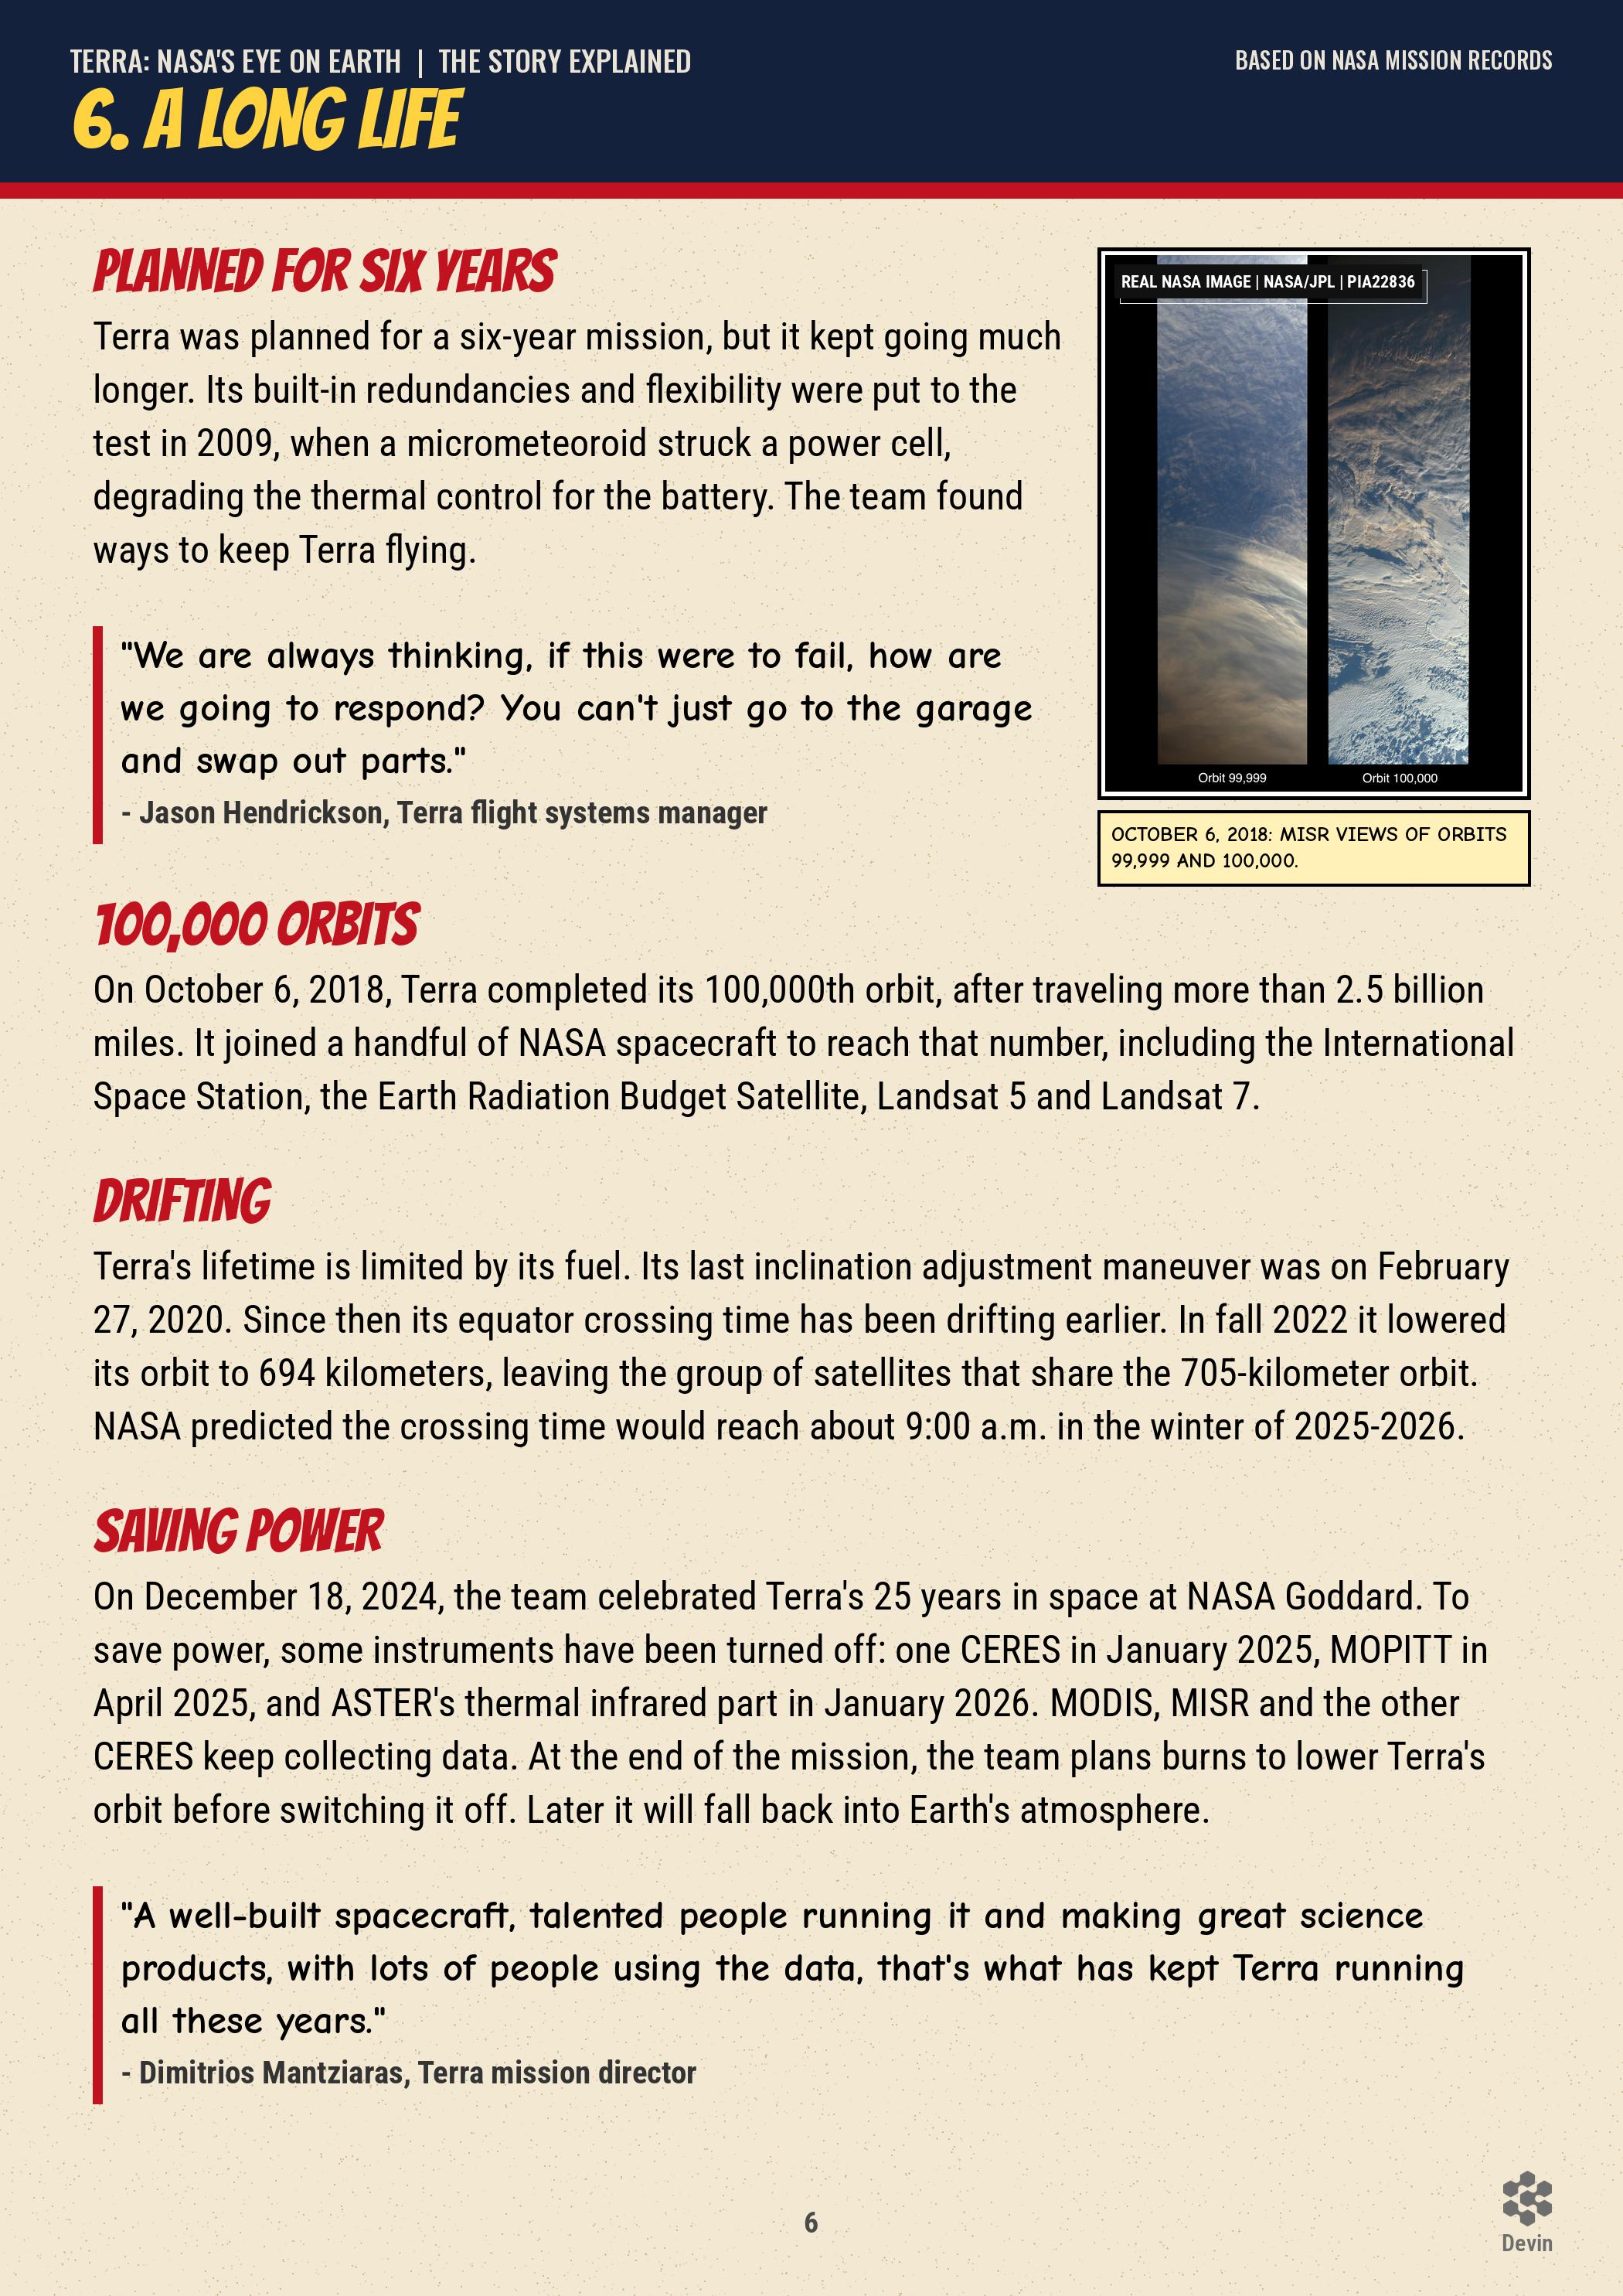 TERRA: NASA'S EYE ON EARTH | THE STORY EXPLAINED
BASED ON NASA MISSION RECORDS
6. A LONG LIFE
PLANNED FOR SIX YEARS
Terra was planned for a six-year mission, but it kept going much
longer. Its built-in redundancies and flexibility were put to the
test in 2009, when a micrometeoroid struck a power cell,
degrading the thermal control for the battery. The team found
ways to keep Terra flying.
"We are always thinking, if this were to fail, how are
we going to respond? You can't just go to the garage
and swap out parts."
- Jason Hendrickson, Terra flight systems manager
REAL NASA IMAGE | NASA/JPL | PIA22836
Orbit 99,999
Orbit 100,000
OCTOBER 6, 2018: MISR VIEWS OF ORBITS
99,999 AND 100,000.
100,000 ORBITS
On October 6, 2018, Terra completed its 100,000th orbit, after traveling more than 2.5 billion
miles. It joined a handful of NASA spacecraft to reach that number, including the International
Space Station, the Earth Radiation Budget Satellite, Landsat 5 and Landsat 7.
DRIFTING
Terra's lifetime is limited by its fuel. Its last inclination adjustment maneuver was on February
27, 2020. Since then its equator crossing time has been drifting earlier. In fall 2022 it lowered
its orbit to 694 kilometers, leaving the group of satellites that share the 705-kilometer orbit.
NASA predicted the crossing time would reach about 9:00 a.m. in the winter of 2025-2026.
SAVING POWER
On December 18, 2024, the team celebrated Terra's 25 years in space at NASA Goddard. To
save power, some instruments have been turned off: one CERES in January 2025, MOPITT in
April 2025, and ASTER's thermal infrared part in January 2026. MODIS, MISR and the other
CERES keep collecting data. At the end of the mission, the team plans burns to lower Terra's
orbit before switching it off. Later it will fall back into Earth's atmosphere.
"A well-built spacecraft, talented people running it and making great science
products, with lots of people using the data, that's what has kept Terra running
all these years."
- Dimitrios Mantziaras, Terra mission director
6
Devin